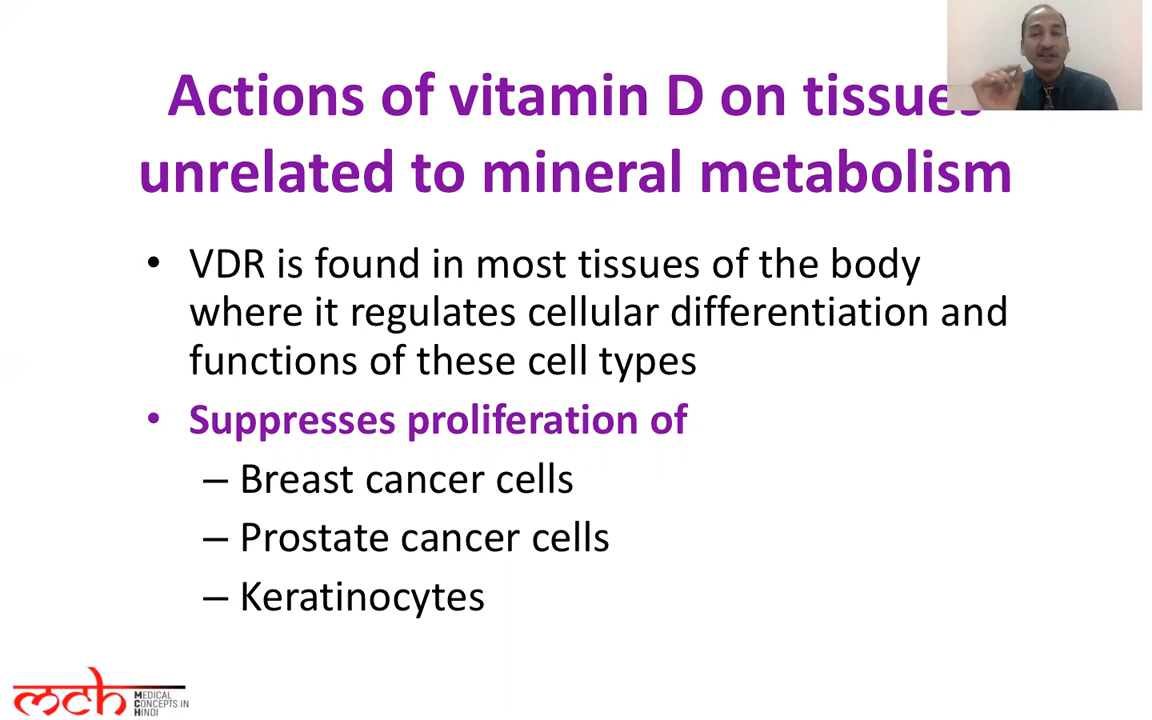 Actions of vitamin D on tissues
unrelated to mineral metabolism
• VDR is found in most tissues of the body
where it regulates cellular differentiation and
functions of these cell types
• Suppresses proliferation of
– Breast cancer cells
– Prostate cancer cells
– Keratinocytes
mch MEDICAL
CONCEPTS IN
HINDI